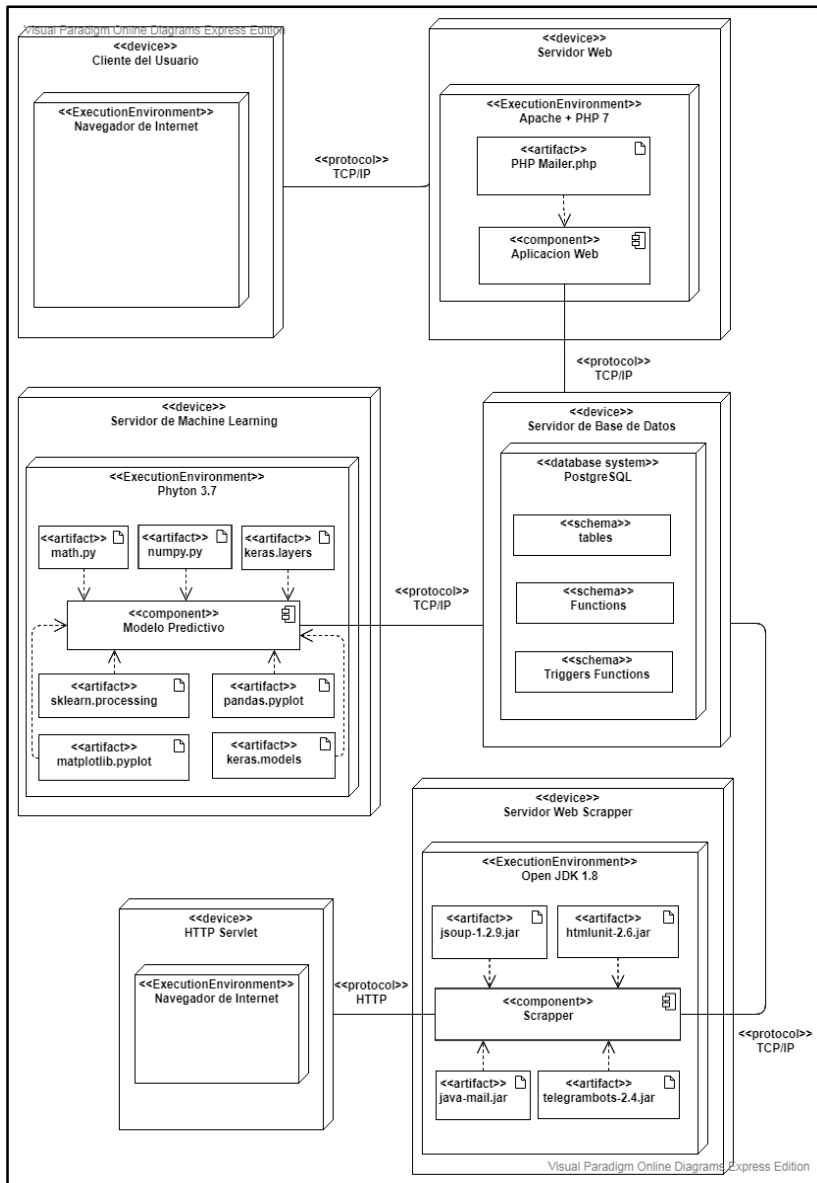 Visual Paradigm Online Diagrams Express Edition
<<device>>
Cliente del Usuario
<<ExecutionEnvironment>>
Navegador de Internet
<<protocol>>
TCP/IP
<<device>>
Servidor Web
<<ExecutionEnvironment>>
Apache + PHP 7
<<artifact>>
PHP Mailer.php
<<component>>
Aplicacion Web
<<protocol>>
TCP/IP
<<device>>
Servidor de Machine Learning
<<ExecutionEnvironment>>
Phyton 3.7
<<artifact>>
math.py
<<artifact>>
numpy.py
<<artifact>>
keras.layers
<<component>>
Modelo Predictivo
<<artifact>>
sklearn.processing
<<artifact>>
pandas.pyplot
<<artifact>>
matplotlib.pyplot
<<artifact>>
keras.models
<<protocol>>
TCP/IP
<<device>>
Servidor de Base de Datos
<<database system>>
PostgreSQL
<<schema>>
tables
<<schema>>
Functions
<<schema>>
Triggers Functions
<<device>>
Servidor Web Scrapper
<<ExecutionEnvironment>>
Open JDK 1.8
<<artifact>>
jsoup-1.2.9.jar
<<artifact>>
htmlunit-2.6.jar
<<component>>
Scrapper
<<artifact>>
java-mail.jar
<<artifact>>
telegrambots-2.4.jar
<<protocol>>
TCP/IP
<<device>>
HTTP Servlet
<<ExecutionEnvironment>>
Navegador de Internet
<<protocol>>
HTTP
Visual Paradigm Online Diagrams Express Edition